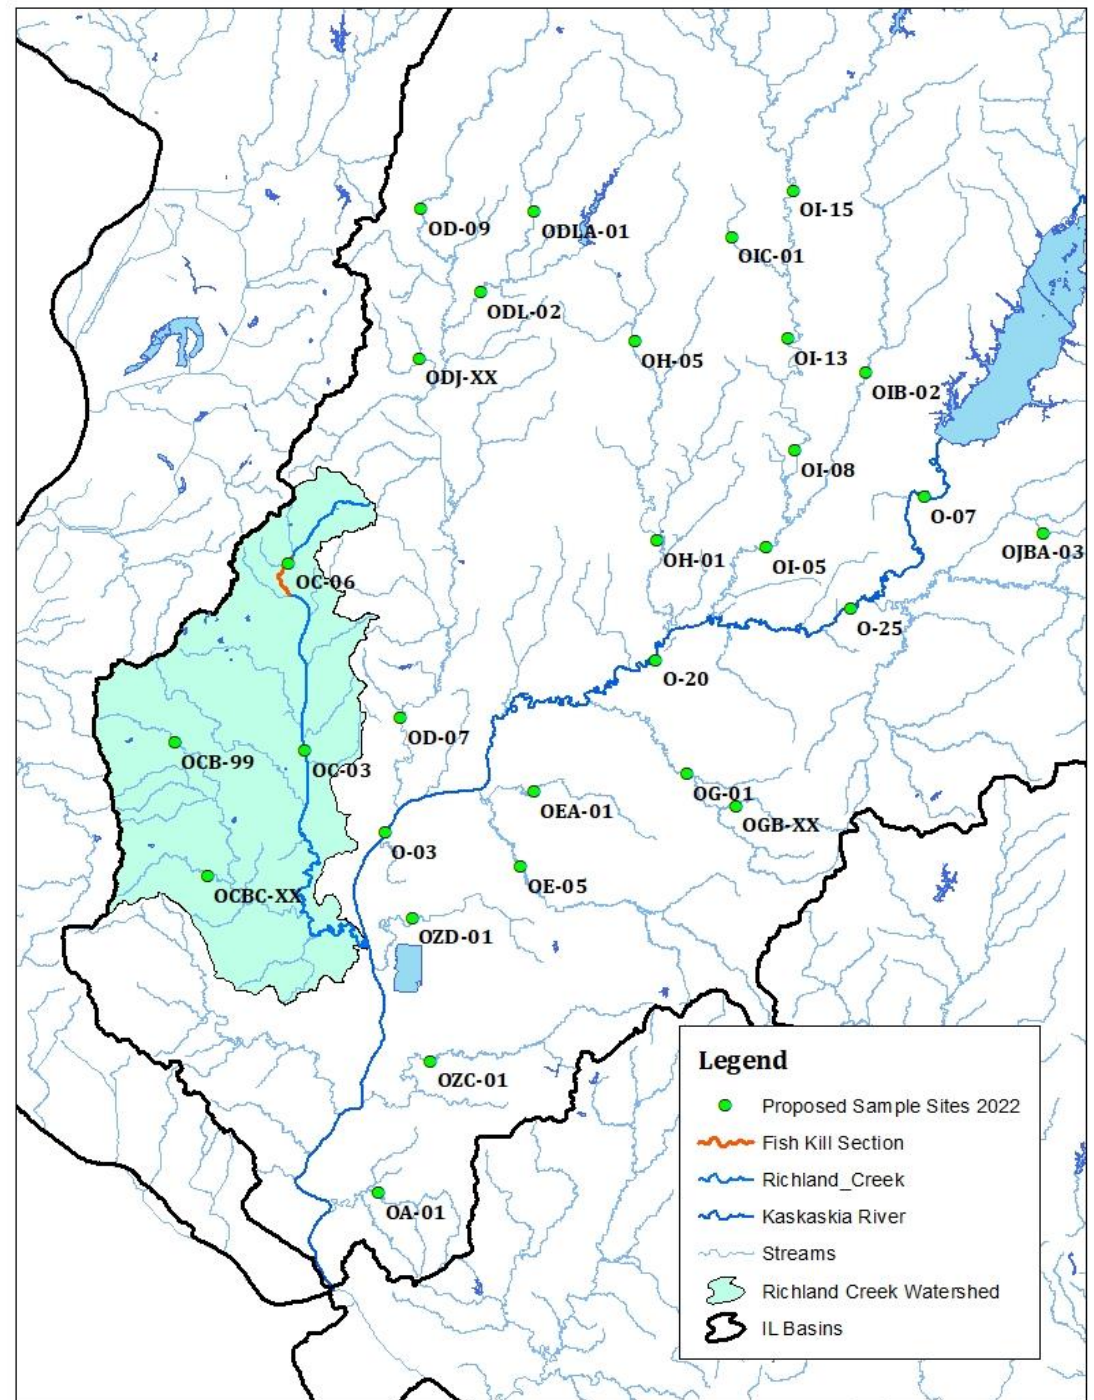 OI-15
OD-09
ODLA-01
OIC-01
ODL-02
OI-13
OH-05
ODJ-XX
OIB-02
OI-08
O-07
OJBA-03
OH-01
OI-05
OC-06
O-25
O-20
OD-07
OCB-99
OC-03
OG-01
OEA-01
OGB-XX
O-03
OE-05
OCBC-XX
OZD-01
OZC-01
OA-01
Legend
Proposed Sample Sites 2022
Fish Kill Section
Richland_Creek
Kaskaskia River
Streams
Richland Creek Watershed
IL Basins